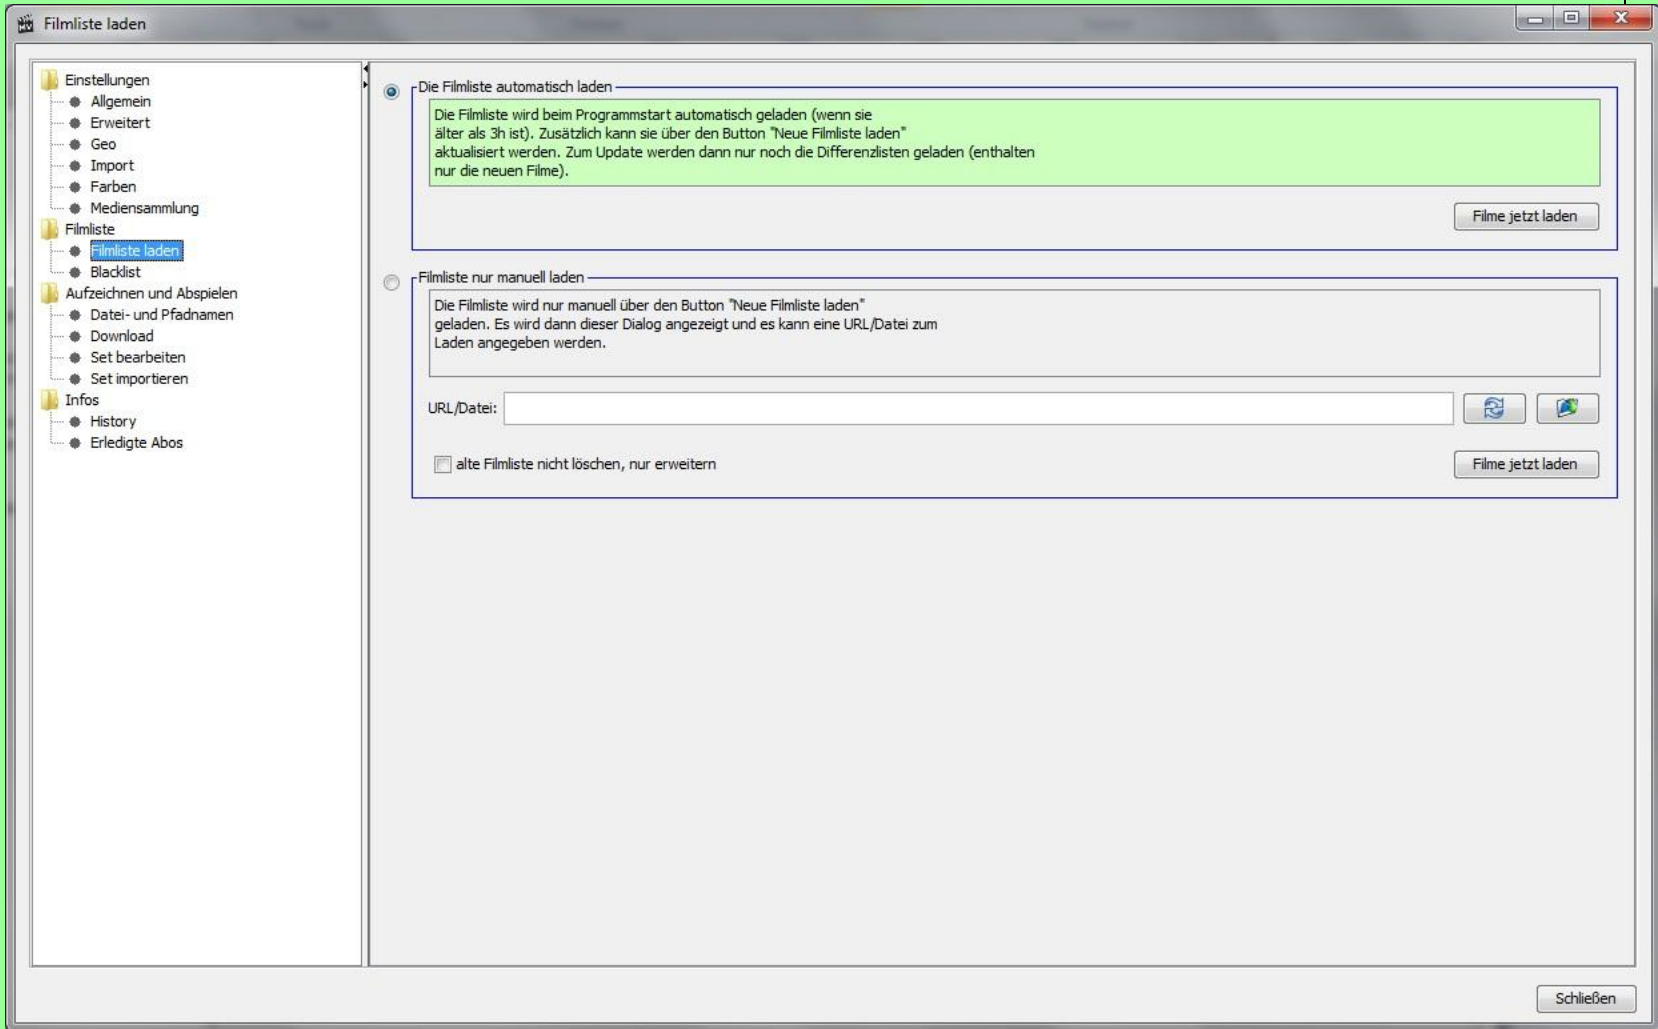 Filmliste laden
Einstellungen
Allgemein
Erweitert
Geo
Import
Farben
Mediensammlung
Filmliste
Filmliste laden
Blacklist
Aufzeichnen und Abspielen
Datei- und Pfadnamen
Download
Set bearbeiten
Set importieren
Infos
History
Erledigte Abos
Die Filmliste automatisch laden
Die Filmliste wird beim Programmstart automatisch geladen (wenn sie
älter als 3h ist). Zusätzlich kann sie über den Button "Neue Filmliste laden"
aktualisiert werden. Zum Update werden dann nur noch die Differenzlisten geladen (enthalten
nur die neuen Filme).
Filme jetzt laden
Filmliste nur manuell laden
Die Filmliste wird nur manuell über den Button "Neue Filmliste laden"
geladen. Es wird dann dieser Dialog angezeigt und es kann eine URL/Datei zum
Laden angegeben werden.
URL/Datei:
alte Filmliste nicht löschen, nur erweitern
Filme jetzt laden
Schließen